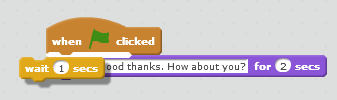 when clicked
wait 1 secs
ood thanks. How about you? for 2 secs